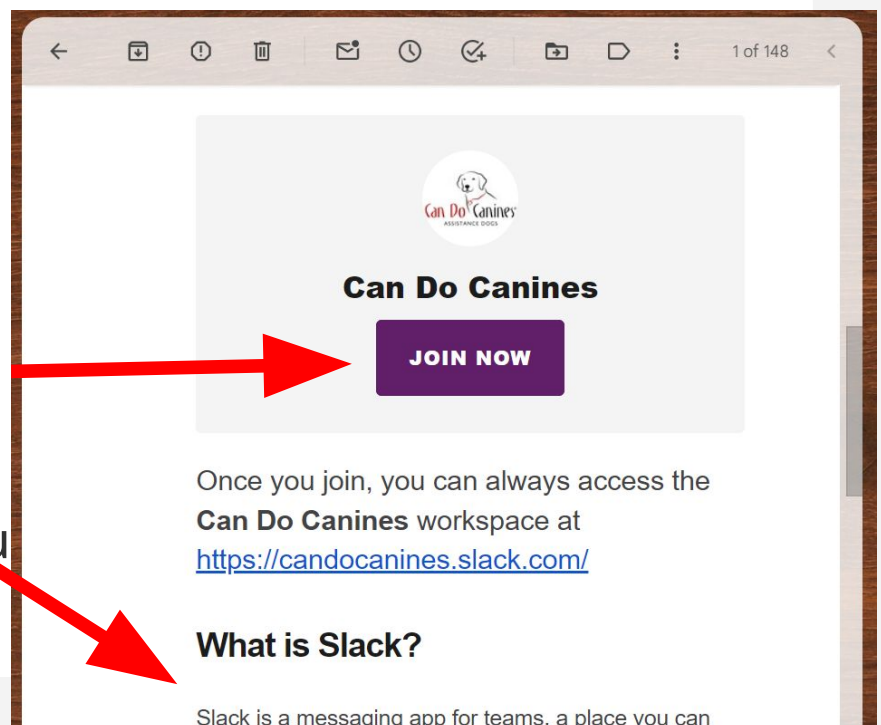 1 of 148
Can Do Canines
ASSISTANCE DOGS
Can Do Canines
JOIN NOW
Once you join, you can always access the
Can Do Canines workspace at
u
https://candocanines.slack.com/
What is Slack?
Slack is a messaging app for teams, a place you can